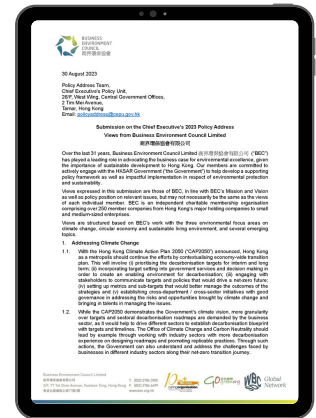 BUSINESS
ENVIRONMENT
COUNCIL
商界環保協會
30 August 2023
Policy Address Team,
Chief Executive's Policy Unit,
26/F, West Wing, Central Government Offices,
2 Tim Mei Avenue,
Tamar, Hong Kong
Email: policyaddress@cepu.gov.hk
Submission on the Chief Executive's 2023 Policy Address
Views from Business Environment Council Limited
商界環保協會有限公司
Over the last 31 years, Business Environment Council Limited 商界環保協會有限公司 ("BEC")
has played a leading role in advocating the business case for environmental excellence, given
the importance of sustainable development to Hong Kong. Our members are committed to
actively engage with the HKSAR Government ("the Government") to help develop a supporting
policy framework as well as impactful implementation in respect of environmental protection
and sustainability.
Views expressed in this submission are those of BEC, in line with BEC's Mission and Vision
as well as policy position on relevant issues, but may not necessarily be the same as the views
of each individual member. BEC is an independent charitable membership organisation
comprising over 250 member companies from Hong Kong's major holding companies to small
and medium-sized enterprises.
Views are structured based on BEC's work with the three environmental focus areas on
climate change, circular economy and sustainable living environment, and several emerging
topics.
1. Addressing Climate Change
1.1. With the Hong Kong Climate Action Plan 2050 ("CAP2050") announced, Hong Kong
as a metropolis should continue the efforts by contextualising economy-wide transition
plan. This will involve (i) prioritising the decarbonisation targets for interim and long
term; (ii) incorporating target setting into government services and decision making in
order to create an enabling environment for decarbonisation; (iii) engaging with
stakeholders to communicate targets and policies that would drive a net-zero future;
(iv) setting up metrics and sub-targets that would better manage the outcomes of the
strategies and (v) establishing cross-department / cross-sector initiatives with good
governance in addressing the risks and opportunities brought by climate change and
bringing in talents in managing the issues.
1.2. While the CAP2050 demonstrates the Government's climate vision, more granularity
over targets and sectoral decarbonisation roadmaps are demanded by the business
sector, as it would help to drive different sectors to establish decarbonisation blueprint
with targets and timelines. The Office of Climate Change and Carbon Neutrality should
lead by example through working with industry sectors with more decarbonisation
experience on designing roadmaps and promoting replicable practices. Through such
actions, the Government can also understand and address the challenges faced by
businesses in different industry sectors along their net-zero transition journey.
Business Environment Council Limited
商界環保協會有限公司
Global
Network